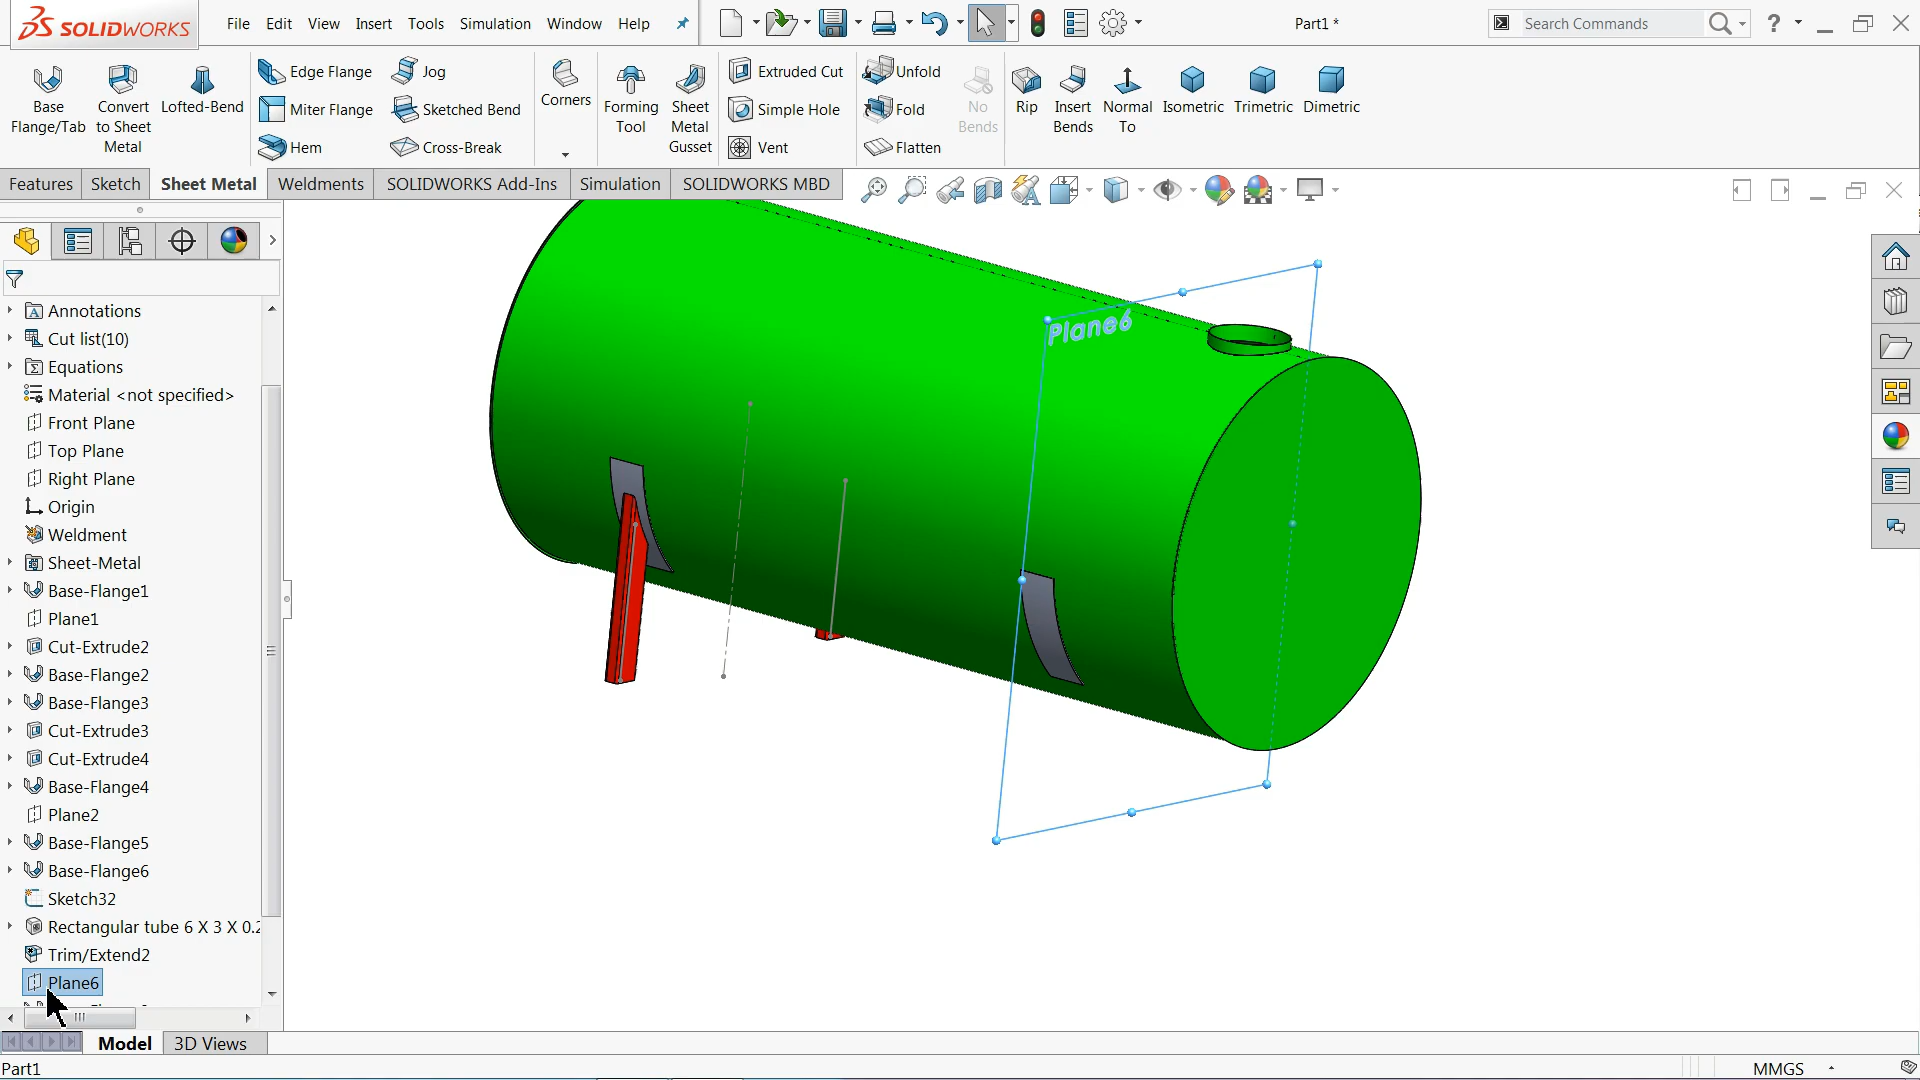 SOLIDWORKS File Edit View Insert Tools Simulation Window Help Part1 * Search Commands ?
Base Flange/Tab
Convert to Sheet Metal
Lofted-Bend
Edge Flange
Miter Flange
Hem
Jog
Sketched Bend
Cross-Break
Corners
Forming Tool
Sheet Metal Gusset
Extruded Cut
Simple Hole
Vent
Unfold
Fold
Flatten
No Bends
Rip
Insert Bends
Normal To
Isometric
Trimetric
Dimetric
Features Sketch Sheet Metal Weldments SOLIDWORKS Add-Ins Simulation SOLIDWORKS MBD
Annotations
Cut list(10)
Equations
Material <not specified>
Front Plane
Top Plane
Right Plane
Origin
Weldment
Sheet-Metal
Base-Flange1
Plane1
Cut-Extrude2
Base-Flange2
Base-Flange3
Cut-Extrude3
Cut-Extrude4
Base-Flange4
Plane2
Base-Flange5
Base-Flange6
Sketch32
Rectangular tube 6 X 3 X 0.2
Trim/Extend2
Plane6
Plane6
Model 3D Views
Part1 MMGS